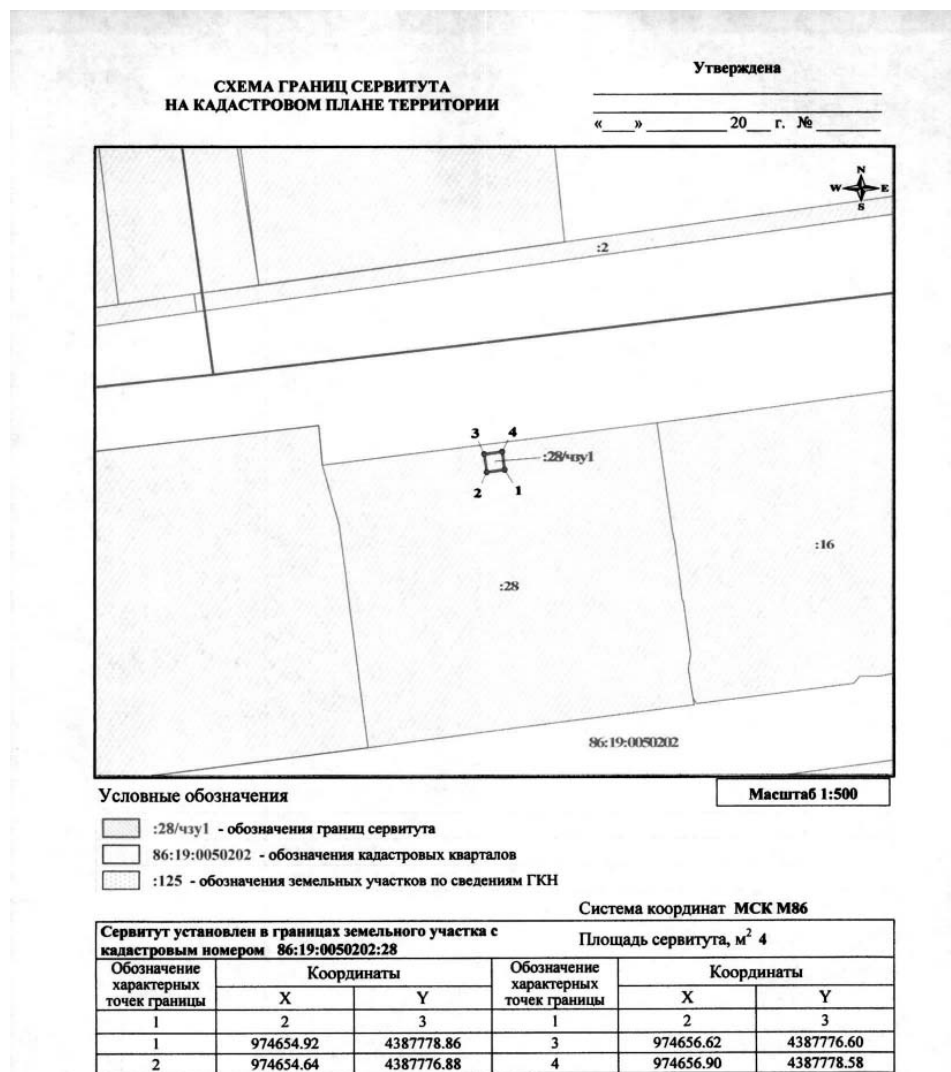 Утверждена
СХЕМА ГРАНИЦ СЕРВИТУТА
НА КАДАСТРОВОМ ПЛАНЕ ТЕРРИТОРИИ
«___» ________ 20__ г. № ______
N
W E
S
:2
3 4
:28/чзу1
2 1
:16
:28
86:19:0050202
Условные обозначения
Масштаб 1:500
:28/чзу1 - обозначения границ сервитута
86:19:0050202 - обозначения кадастровых кварталов
:125 - обозначения земельных участков по сведениям ГКН
Система координат МСК М86
Сервитут установлен в границах земельного участка с
кадастровым номером 86:19:0050202:28
Площадь сервитута, м² 4
Обозначение характерных точек границы Координаты Обозначение характерных точек границы Координаты
X Y X Y
1 2 3 1 2 3
1 974654.92 4387778.86 3 974656.62 4387776.60
2 974654.64 4387776.88 4 974656.90 4387778.58